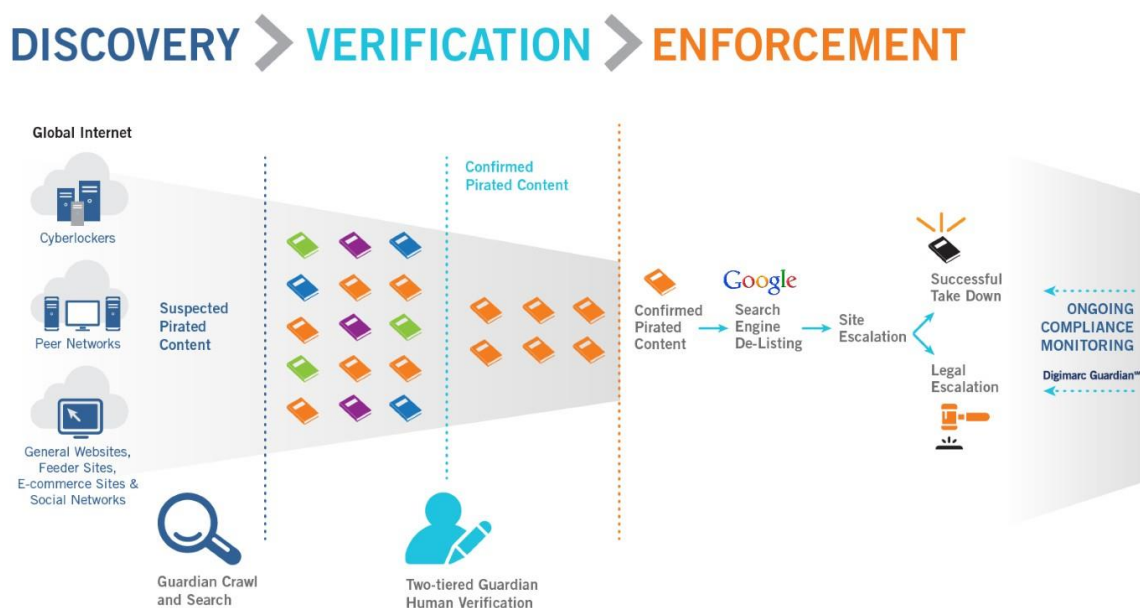 DISCOVERY > VERIFICATION > ENFORCEMENT
Global Internet
Cyberlockers
Peer Networks
General Websites,
Feeder Sites,
E-commerce Sites &
Social Networks
Suspected
Pirated
Content
Guardian Crawl
and Search
Confirmed
Pirated Content
Two-tiered Guardian
Human Verification
Confirmed
Pirated
Content
Google
Search
Engine
De-Listing
Site
Escalation
Successful
Take Down
Legal
Escalation
ONGOING
COMPLIANCE
MONITORING
Digimarc Guardian℠